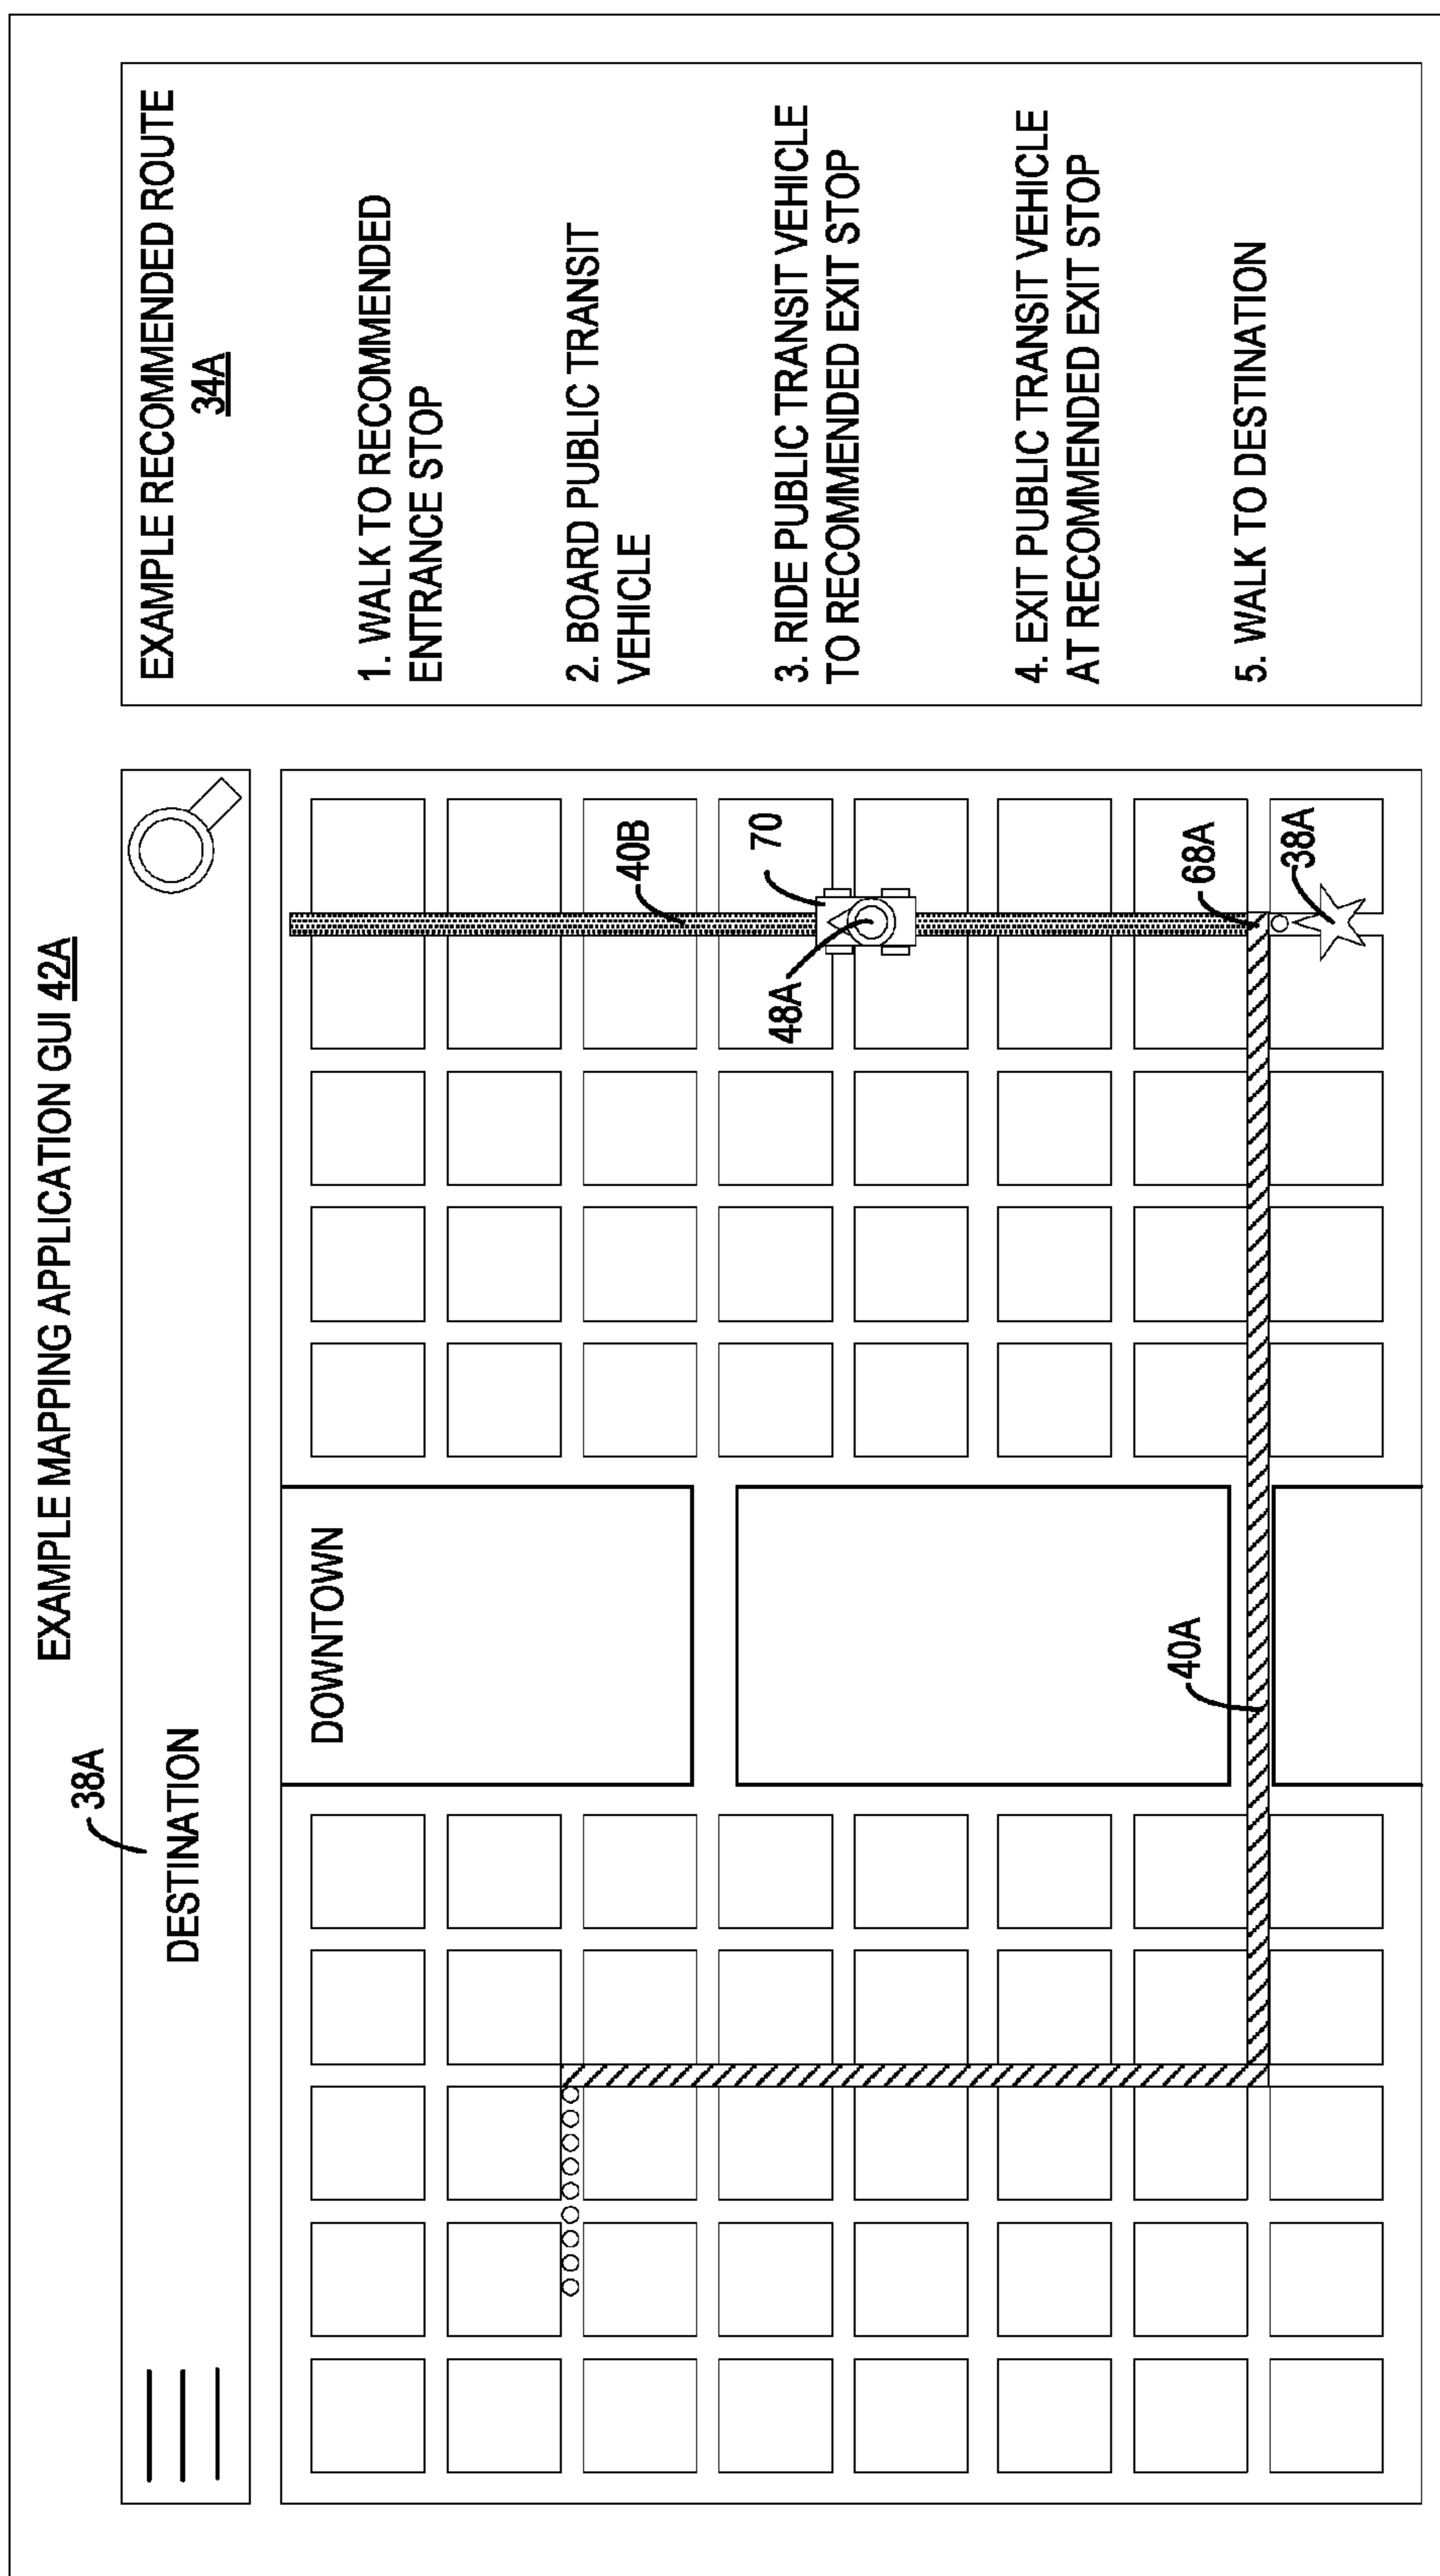 EXAMPLE MAPPING APPLICATION GUI 42A
38A
DESTINATION
DOWNTOWN
40B
70
48A
68A
38A
40A
EXAMPLE RECOMMENDED ROUTE
34A
1. WALK TO RECOMMENDED
ENTRANCE STOP
2. BOARD PUBLIC TRANSIT
VEHICLE
3. RIDE PUBLIC TRANSIT VEHICLE
TO RECOMMENDED EXIT STOP
4. EXIT PUBLIC TRANSIT VEHICLE
AT RECOMMENDED EXIT STOP
5. WALK TO DESTINATION